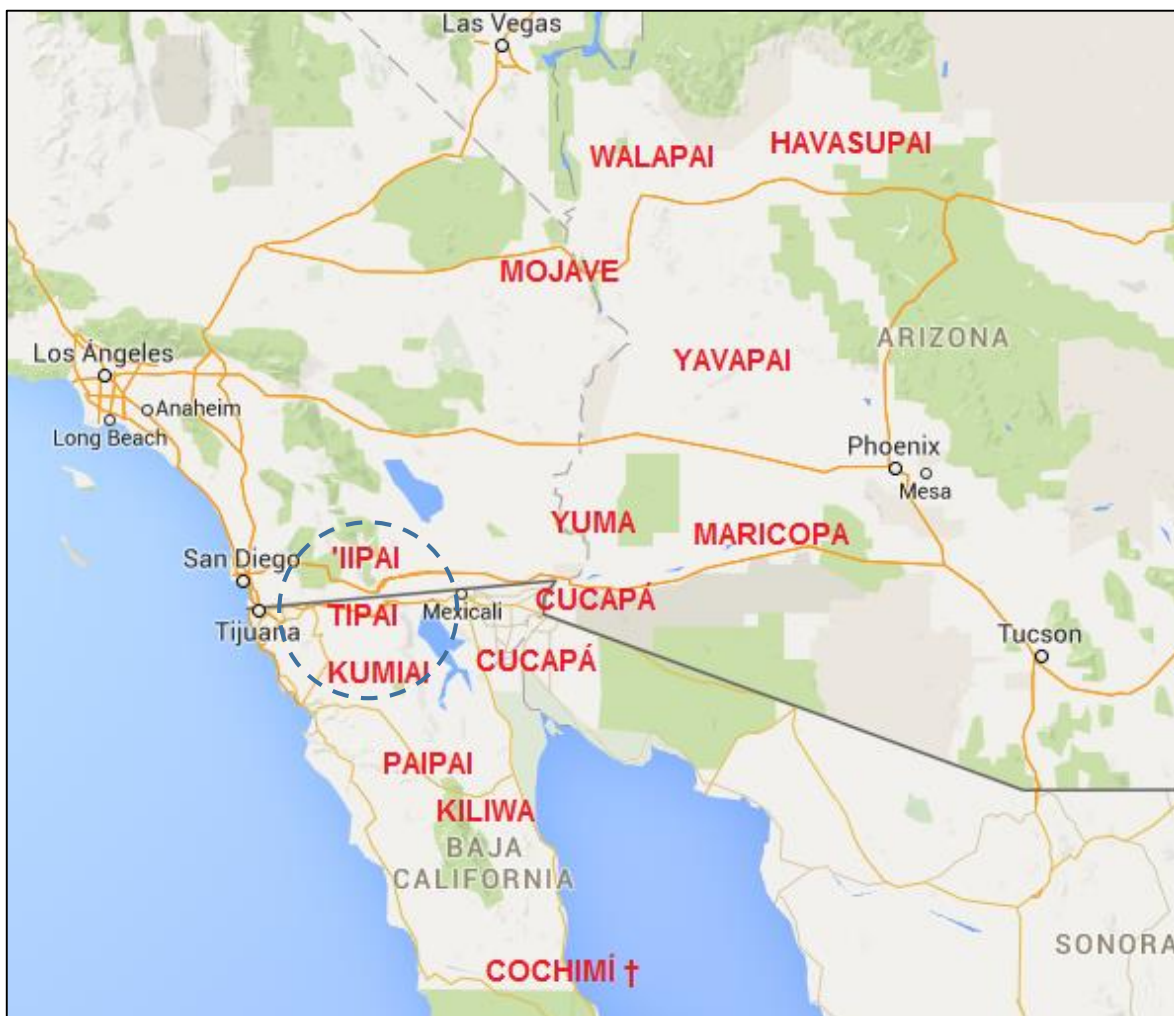 Las Vegas
WALAPAI
HAVASUPAI
MOJAVE
ARIZONA
YAVAPAI
Los Ángeles
Anaheim
Long Beach
Phoenix
Mesa
YUMA
MARICOPA
San Diego
'IIPAI
TIPAI
Mexicali
CUCAPÁ
Tijuana
KUMIAI
CUCAPÁ
Tucson
PAIPAI
KILIWA
BAJA
CALIFORNIA
SONORA
COCHIMÍ †